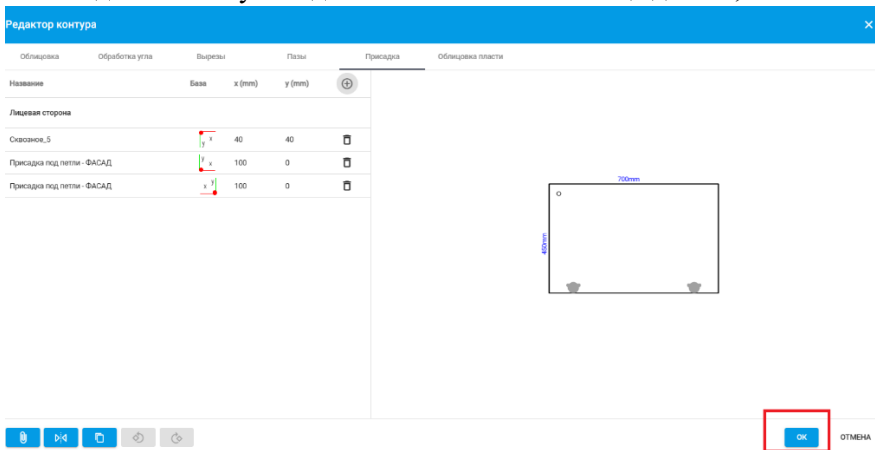 Редактор контура
Облицовка Обработка угла Вырезы Пазы Присадка Облицовка пласти
Название База x (mm) y (mm)
Лицевая сторона
Сквозное_5 x y 40 40
Присадка под петли - ФАСАД y x 100 0
Присадка под петли - ФАСАД x y 100 0
700mm
450mm
OK ОТМЕНА